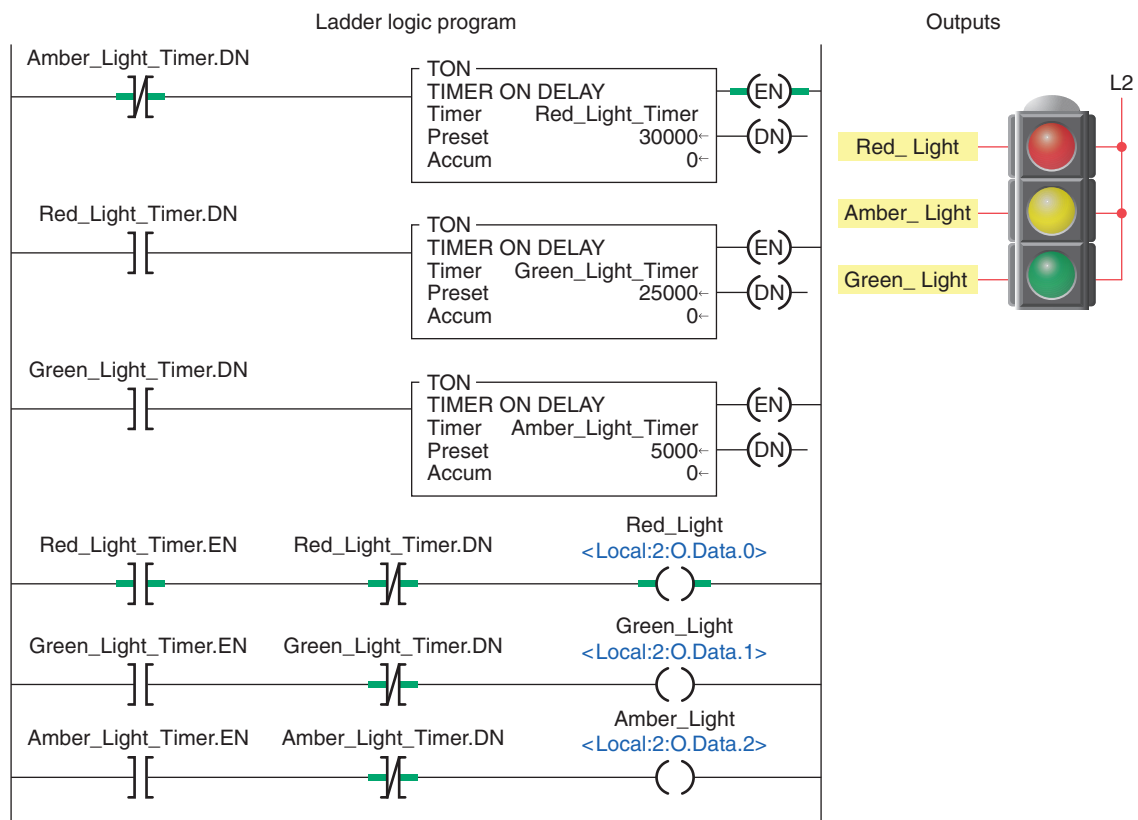 Ladder logic program
Outputs
Amber_Light_Timer.DN
TON
TIMER ON DELAY
Timer Red_Light_Timer
Preset 30000←
Accum 0←
EN
DN
L2
Red_ Light
Amber_ Light
Green_ Light
Red_Light_Timer.DN
TON
TIMER ON DELAY
Timer Green_Light_Timer
Preset 25000←
Accum 0←
EN
DN
Green_Light_Timer.DN
TON
TIMER ON DELAY
Timer Amber_Light_Timer
Preset 5000←
Accum 0←
EN
DN
Red_Light_Timer.EN Red_Light_Timer.DN Red_Light
<Local:2:O.Data.0>
Green_Light_Timer.EN Green_Light_Timer.DN Green_Light
<Local:2:O.Data.1>
Amber_Light_Timer.EN Amber_Light_Timer.DN Amber_Light
<Local:2:O.Data.2>